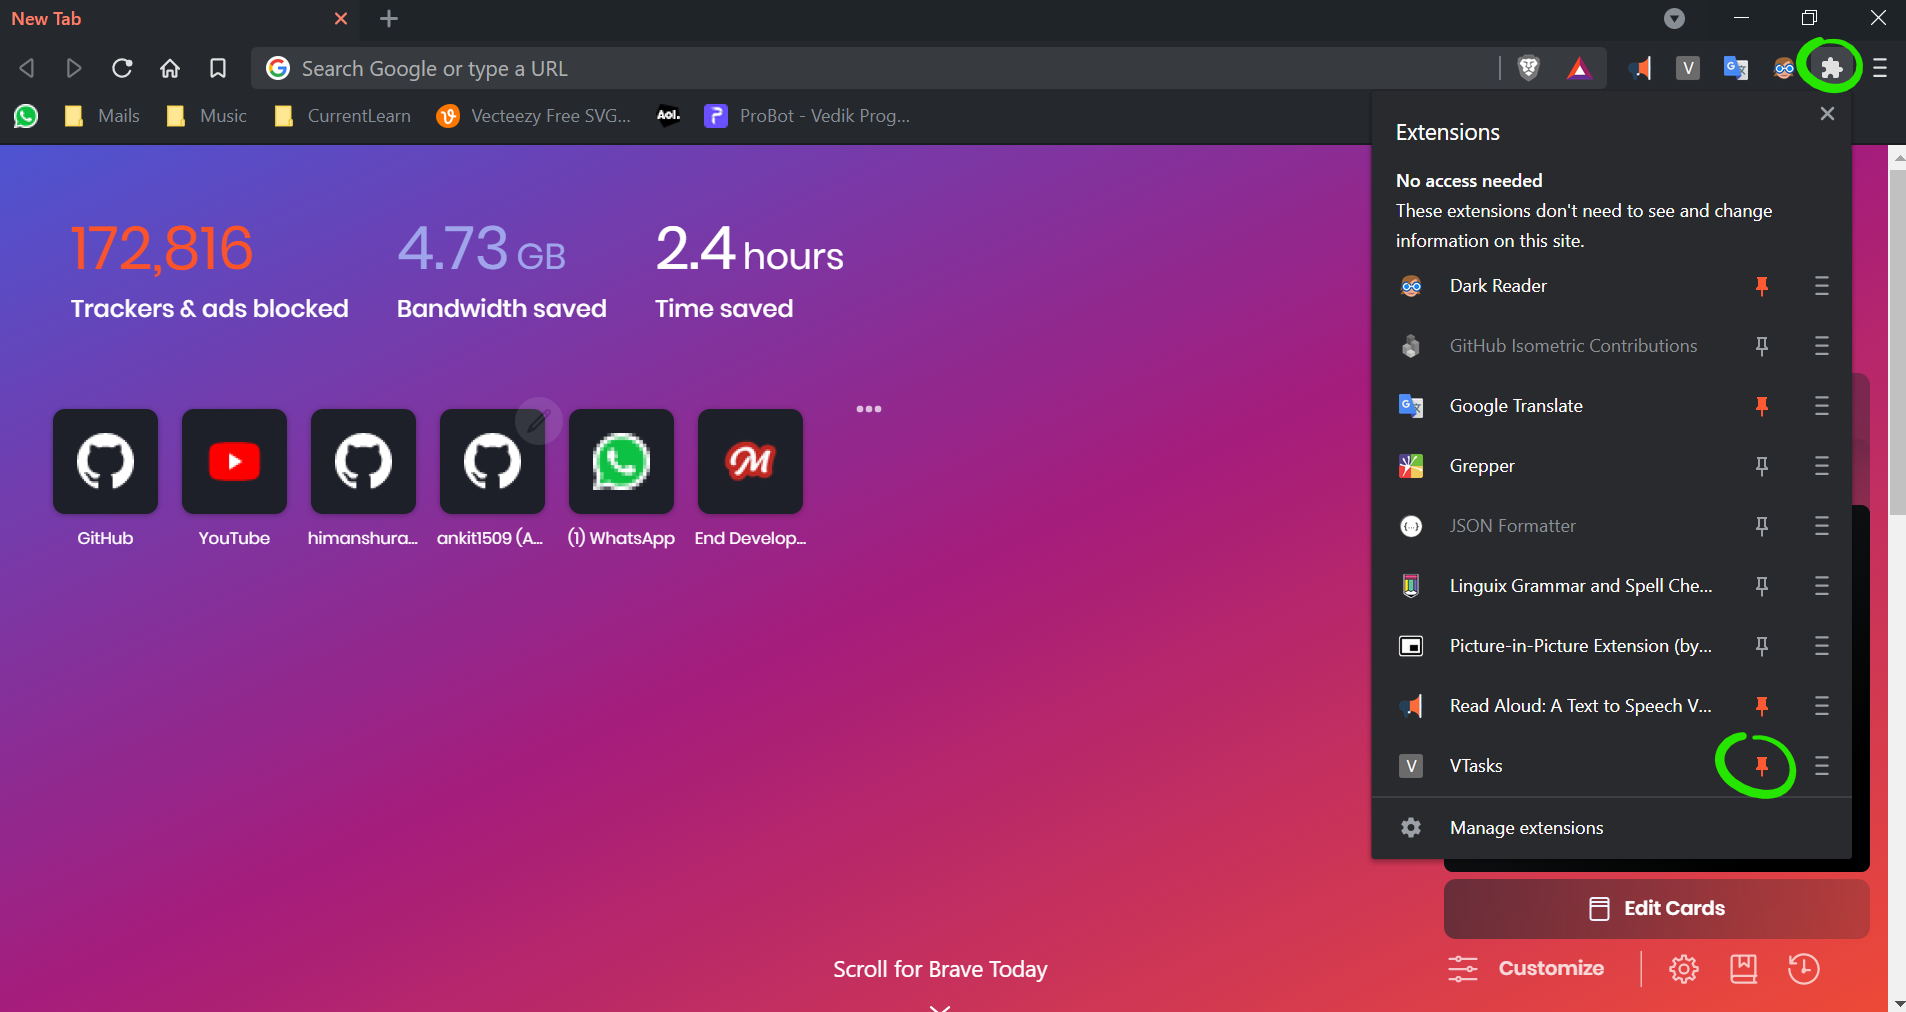 New Tab
Search Google or type a URL
V
Mails
Music
CurrentLearn
Vecteezy Free SVG...
Aol.
ProBot - Vedik Prog...
Extensions
No access needed
These extensions don't need to see and change
information on this site.
Dark Reader
GitHub Isometric Contributions
Google Translate
Grepper
JSON Formatter
Linguix Grammar and Spell Che...
Picture-in-Picture Extension (by...
Read Aloud: A Text to Speech V...
V VTasks
Manage extensions
172,816
Trackers & ads blocked
4.73 GB
Bandwidth saved
2.4 hours
Time saved
GitHub
YouTube
himanshura...
ankit1509 (A...
(1) WhatsApp
End Develop...
Edit Cards
Customize
Scroll for Brave Today